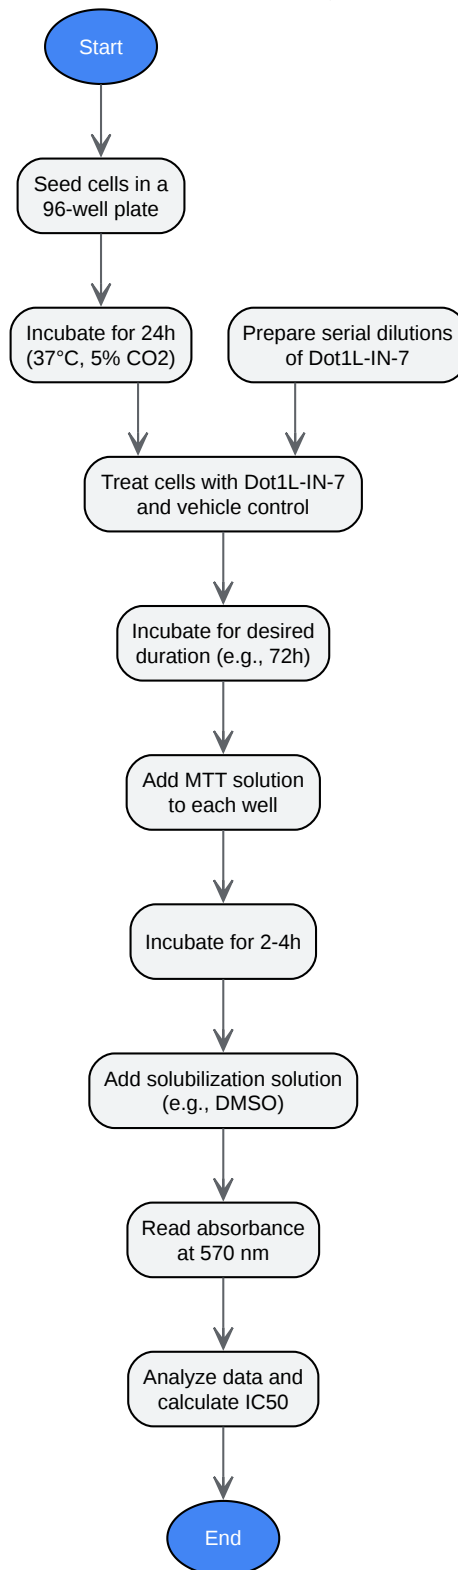 Start
Seed cells in a
96-well plate
Incubate for 24h
(37°C, 5% CO2)
Prepare serial dilutions
of Dot1L-IN-7
Treat cells with Dot1L-IN-7
and vehicle control
Incubate for desired
duration (e.g., 72h)
Add MTT solution
to each well
Incubate for 2-4h
Add solubilization solution
(e.g., DMSO)
Read absorbance
at 570 nm
Analyze data and
calculate IC50
End